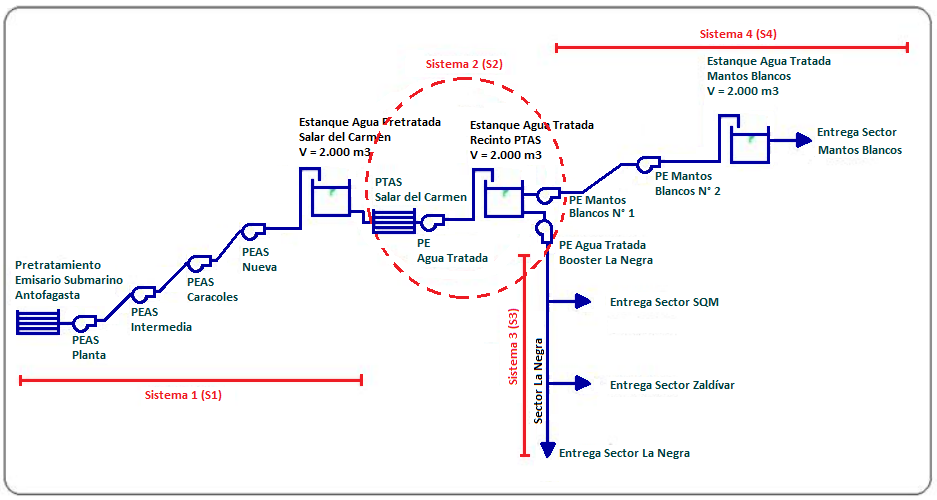 Sistema 4 (S4)
Estanque Agua Tratada
Mantos Blancos
V = 2.000 m3
Sistema 2 (S2)
Estanque Agua Pretratada
Salar del Carmen
V = 2.000 m3
Estanque Agua Tratada
Recinto PTAS
V = 2.000 m3
Entrega Sector
Mantos Blancos
PE Mantos
Blancos N° 2
PTAS
Salar del Carmen
PE Mantos
Blancos N° 1
PE
Agua Tratada
PE Agua Tratada
Booster La Negra
PEAS
Nueva
PEAS
Caracoles
PEAS
Intermedia
Pretratamiento
Emisario Submarino
Antofagasta
PEAS
Planta
Sistema 1 (S1)
Sistema 3 (S3)
Sector La Negra
Entrega Sector SQM
Entrega Sector Zaldívar
Entrega Sector La Negra